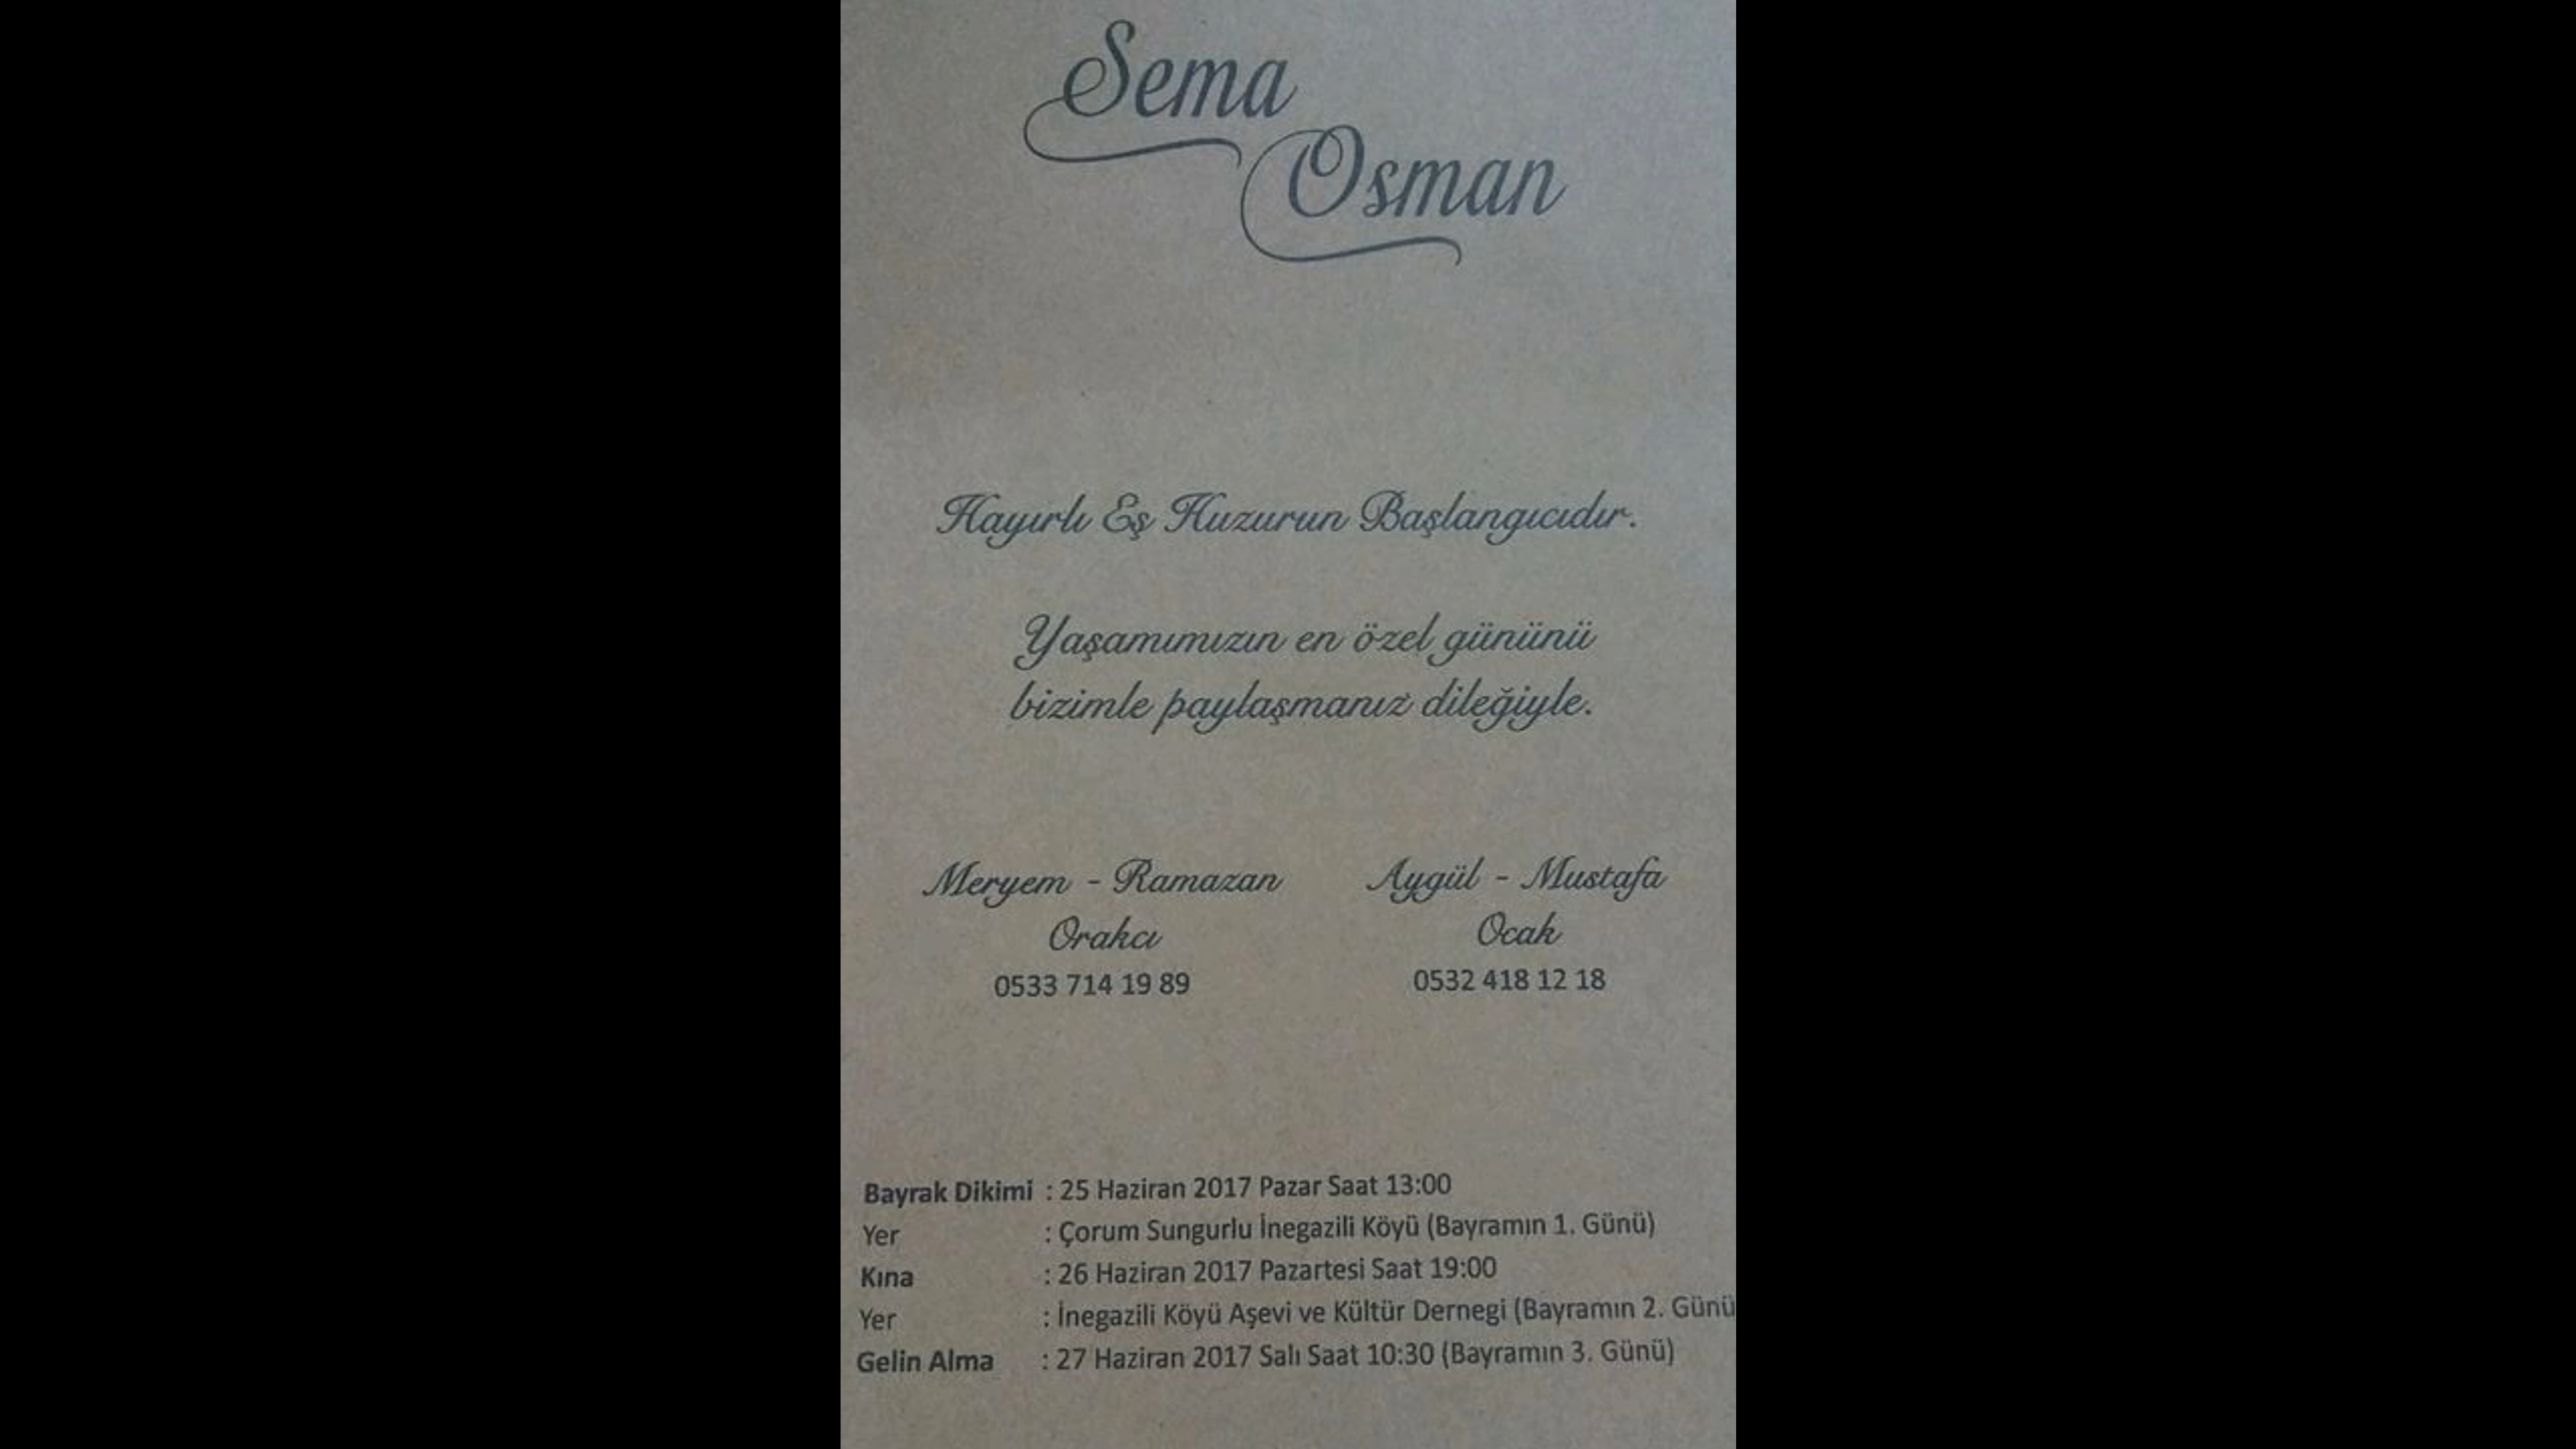 Sema
Osman
Hayırlı Eş Huzurun Başlangıcıdır.
Yaşamımızın en özel gününü
bizimle paylaşmanız dileğiyle.
Meryem - Ramazan
Orakcı
0533 714 19 89
Aygül - Mustafa
Ocak
0532 418 12 18
Bayrak Dikimi : 25 Haziran 2017 Pazar Saat 13:00
Yer : Çorum Sungurlu İnegazili Köyü (Bayramın 1. Günü)
Kına : 26 Haziran 2017 Pazartesi Saat 19:00
Yer : İnegazili Köyü Aşevi ve Kültür Dernegi (Bayramın 2. Günü
Gelin Alma : 27 Haziran 2017 Salı Saat 10:30 (Bayramın 3. Günü)